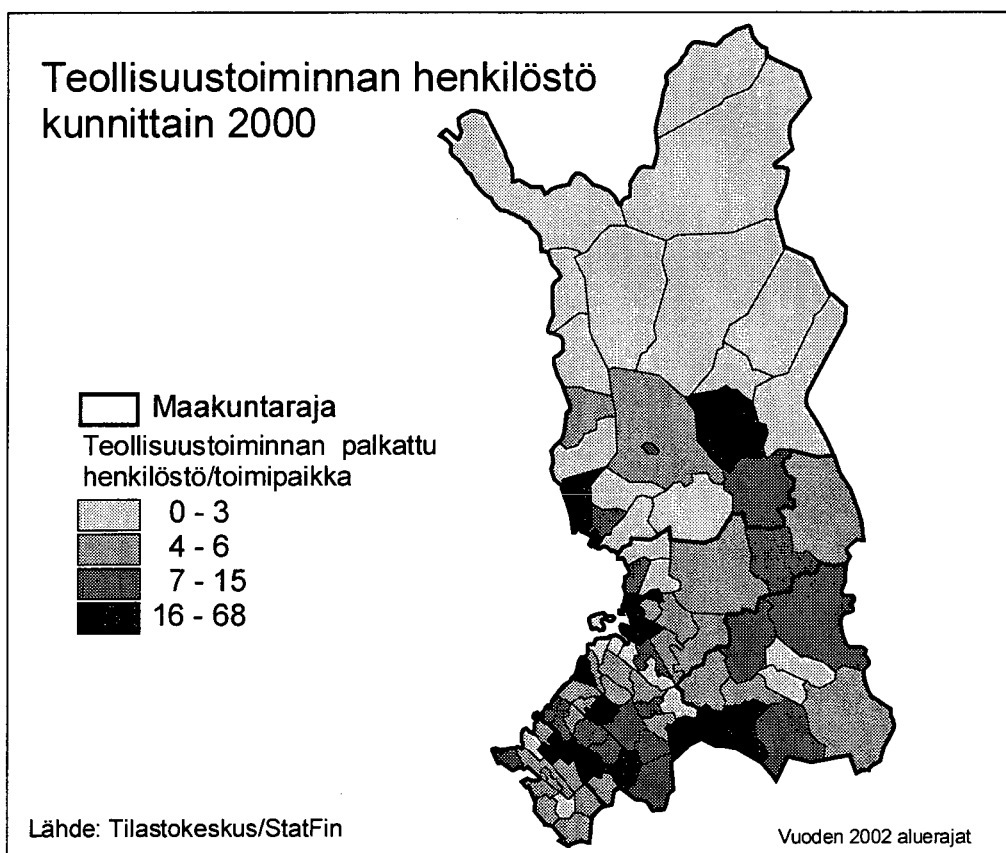 Teollisuustoiminnan henkilöstö
kunnittain 2000
Maakuntaraja
Teollisuustoiminnan palkattu
henkilöstö/toimipaikka
0 - 3
4 - 6
7 - 15
16 - 68
Lähde: Tilastokeskus/StatFin
Vuoden 2002 aluerajat